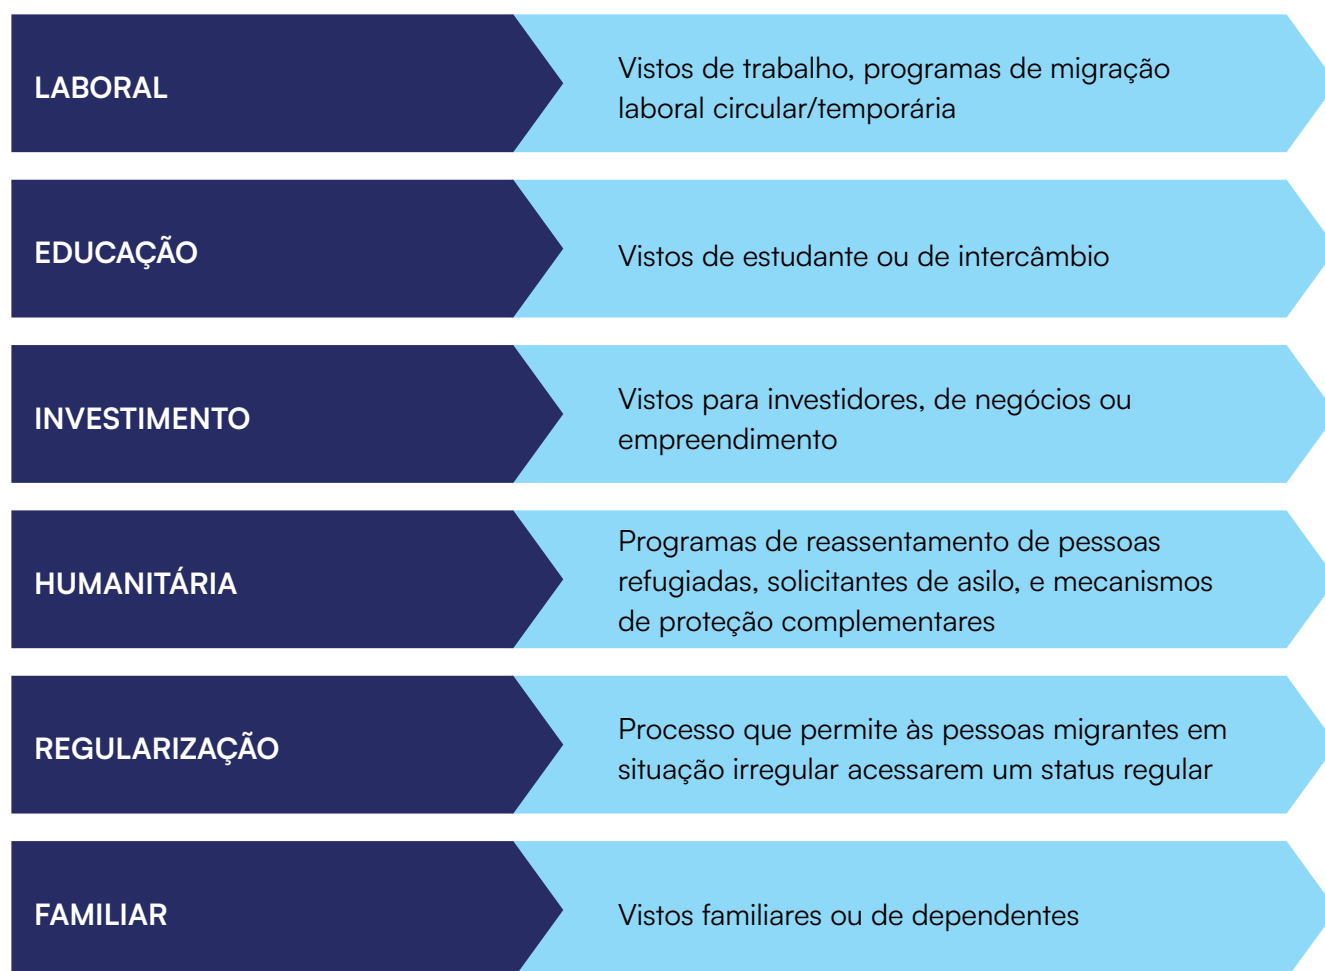 LABORAL
Vistos de trabalho, programas de migração
laboral circular/temporária
EDUCAÇÃO
Vistos de estudante ou de intercâmbio
INVESTIMENTO
Vistos para investidores, de negócios ou
empreendimento
HUMANITÁRIA
Programas de reassentamento de pessoas
refugiadas, solicitantes de asilo, e mecanismos
de proteção complementares
REGULARIZAÇÃO
Processo que permite às pessoas migrantes em
situação irregular acessarem um status regular
FAMILIAR
Vistos familiares ou de dependentes